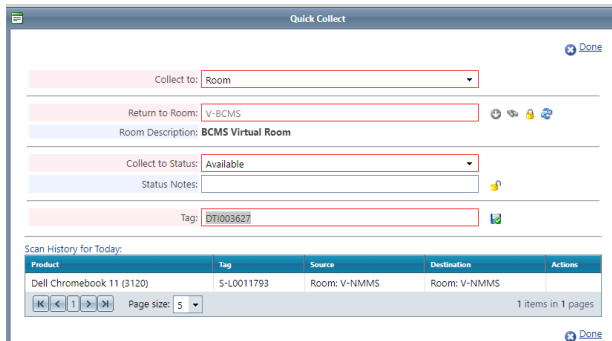 Quick Collect
Done
Collect to: Room
Return to Room: V-BCMS
Room Description: BCMS Virtual Room
Collect to Status: Available
Status Notes:
Tag: DTI003627
Scan History for Today:
Product Tag Source Destination Actions
Dell Chromebook 11 (3120) S-L0011793 Room: V-NMMS Room: V-NMMS
1 Page size: 5 1 items in 1 pages
Done